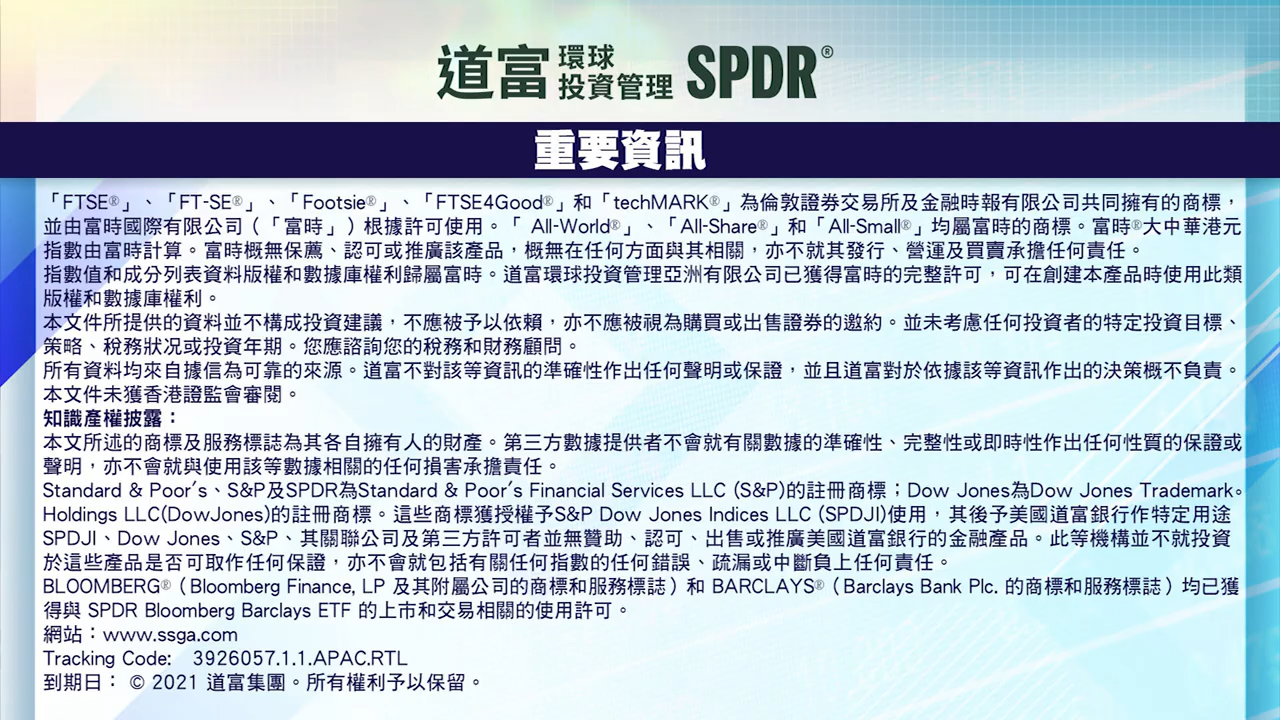 道富 環球投資管理 SPDR®
重要資訊
「FTSE®」、「FT-SE®」、「Footsie®」、「FTSE4Good®」和「techMARK®」為倫敦證券交易所及金融時報有限公司共同擁有的商標，
並由富時國際有限公司（「富時」）根據許可使用。「 All-World®」、「All-Share®」和「All-Small®」均屬富時的商標。富時®大中華港元
指數由富時計算。富時概無保薦、認可或推廣該產品，概無在任何方面與其相關，亦不就其發行、營運及買賣承擔任何責任。
指數值和成分列表資料版權和數據庫權利歸屬富時。道富環球投資管理亞洲有限公司已獲得富時的完整許可，可在創建本產品時使用此類
版權和數據庫權利。
本文件所提供的資料並不構成投資建議，不應被予以依賴，亦不應被視為購買或出售證券的邀約。並未考慮任何投資者的特定投資目標、
策略、稅務狀況或投資年期。您應諮詢您的稅務和財務顧問。
所有資料均來自據信為可靠的來源。道富不對該等資訊的準確性作出任何聲明或保證，並且道富對於依據該等資訊作出的決策概不負責。
本文件未獲香港證監會審閱。
知識產權披露：
本文所述的商標及服務標誌為其各自擁有人的財產。第三方數據提供者不會就有關數據的準確性、完整性或即時性作出任何性質的保證或
聲明，亦不會就與使用該等數據相關的任何損害承擔責任。
Standard & Poor's、S&P及SPDR為Standard & Poor's Financial Services LLC (S&P)的註冊商標；Dow Jones為Dow Jones Trademark。
Holdings LLC(DowJones)的註冊商標。這些商標獲授權予S&P Dow Jones Indices LLC (SPDJI)使用，其後予美國道富銀行作特定用途
SPDJI、Dow Jones、S&P、其關聯公司及第三方許可者並無贊助、認可、出售或推廣美國道富銀行的金融產品。此等機構並不就投資
於這些產品是否可取作任何保證，亦不會就包括有關任何指數的任何錯誤、疏漏或中斷負上任何責任。
BLOOMBERG®（Bloomberg Finance, LP 及其附屬公司的商標和服務標誌）和 BARCLAYS®（Barclays Bank Plc. 的商標和服務標誌）均已獲
得與 SPDR Bloomberg Barclays ETF 的上市和交易相關的使用許可。
網站：www.ssga.com
Tracking Code: 3926057.1.1.APAC.RTL
到期日： © 2021 道富集團。所有權利予以保留。